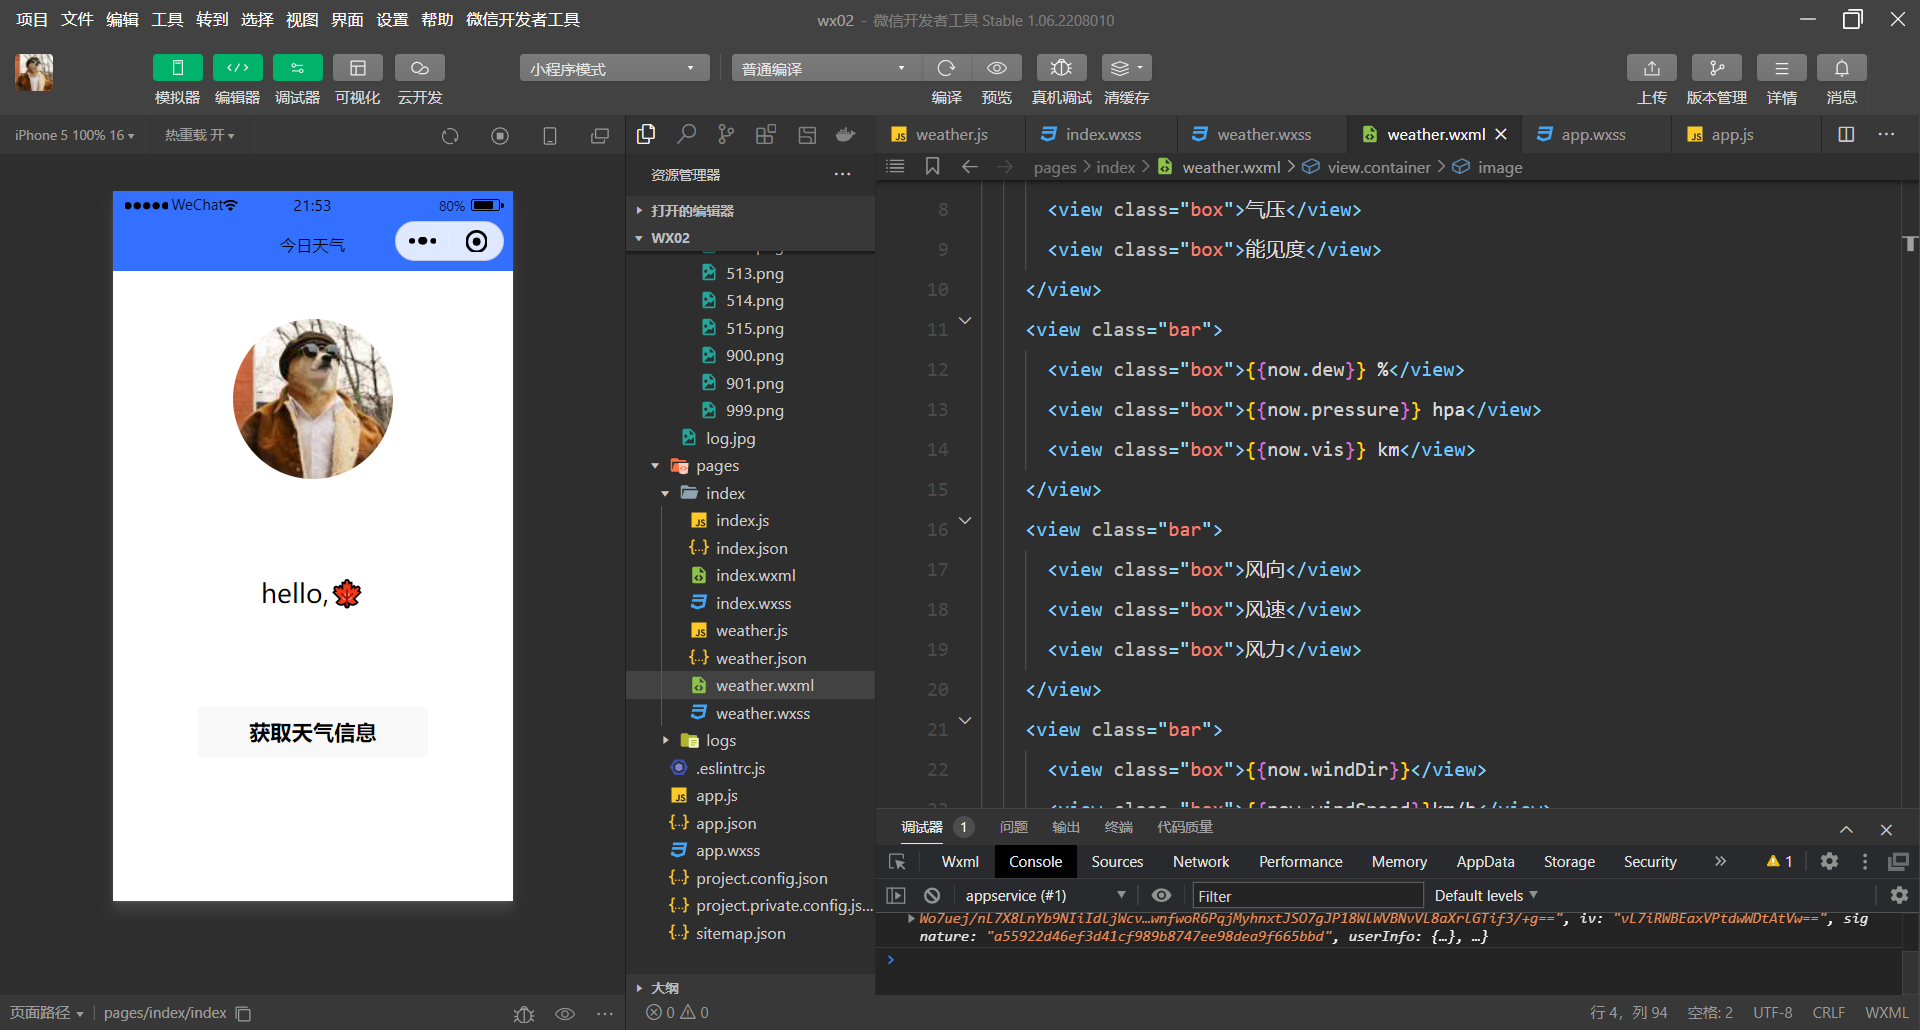 项目 文件 编辑 工具 转到 选择 视图 界面 设置 帮助 微信开发者工具
wx02 - 微信开发者工具 Stable 1.06.2208010
小程序模式
普通编译
模拟器 编辑器 调试器 可视化 云开发
编译 预览 真机调试 清缓存
上传 版本管理 详情 消息
iPhone 5 100% 16
热重载 开
WeChat
21:53
80%
今日天气
hello,🍁
获取天气信息
页面路径
pages/index/index
资源管理器
打开的编辑器
WX02
513.png
514.png
515.png
900.png
901.png
999.png
log.jpg
pages
index
index.js
index.json
index.wxml
index.wxss
weather.js
weather.json
weather.wxml
weather.wxss
logs
.eslintrc.js
app.js
app.json
app.wxss
project.config.json
project.private.config.js...
sitemap.json
大纲
0 0
weather.js
index.wxss
weather.wxss
weather.wxml
app.wxss
app.js
pages > index > weather.wxml > view.container > image
8 <view class="box">气压</view>
9 <view class="box">能见度</view>
10 </view>
11 <view class="bar">
12 <view class="box">{{now.dew}} %</view>
13 <view class="box">{{now.pressure}} hpa</view>
14 <view class="box">{{now.vis}} km</view>
15 </view>
16 <view class="bar">
17 <view class="box">风向</view>
18 <view class="box">风速</view>
19 <view class="box">风力</view>
20 </view>
21 <view class="bar">
22 <view class="box">{{now.windDir}}</view>
23 <view class="box">{{now.windSpeed}}km/h</view>
调试器 1 问题 输出 终端 代码质量
Wxml Console Sources Network Performance Memory AppData Storage Security » 1
appservice (#1)
Filter
Default levels
Wo7uej/nL7X8LnYb9NIiIdljWcv…wnfwoR6PqjMyhnxtJSO7gJP18WlWVBNvVL8aXrlGTif3/+g==", iv: "vL7iRWBEaxVPtdwWDtAtVw==", sig
nature: "a55922d46ef3d41cf989b8747ee98dea9f665bbd", userInfo: {…}, …}
行 4，列 94 空格: 2 UTF-8 CRLF WXML